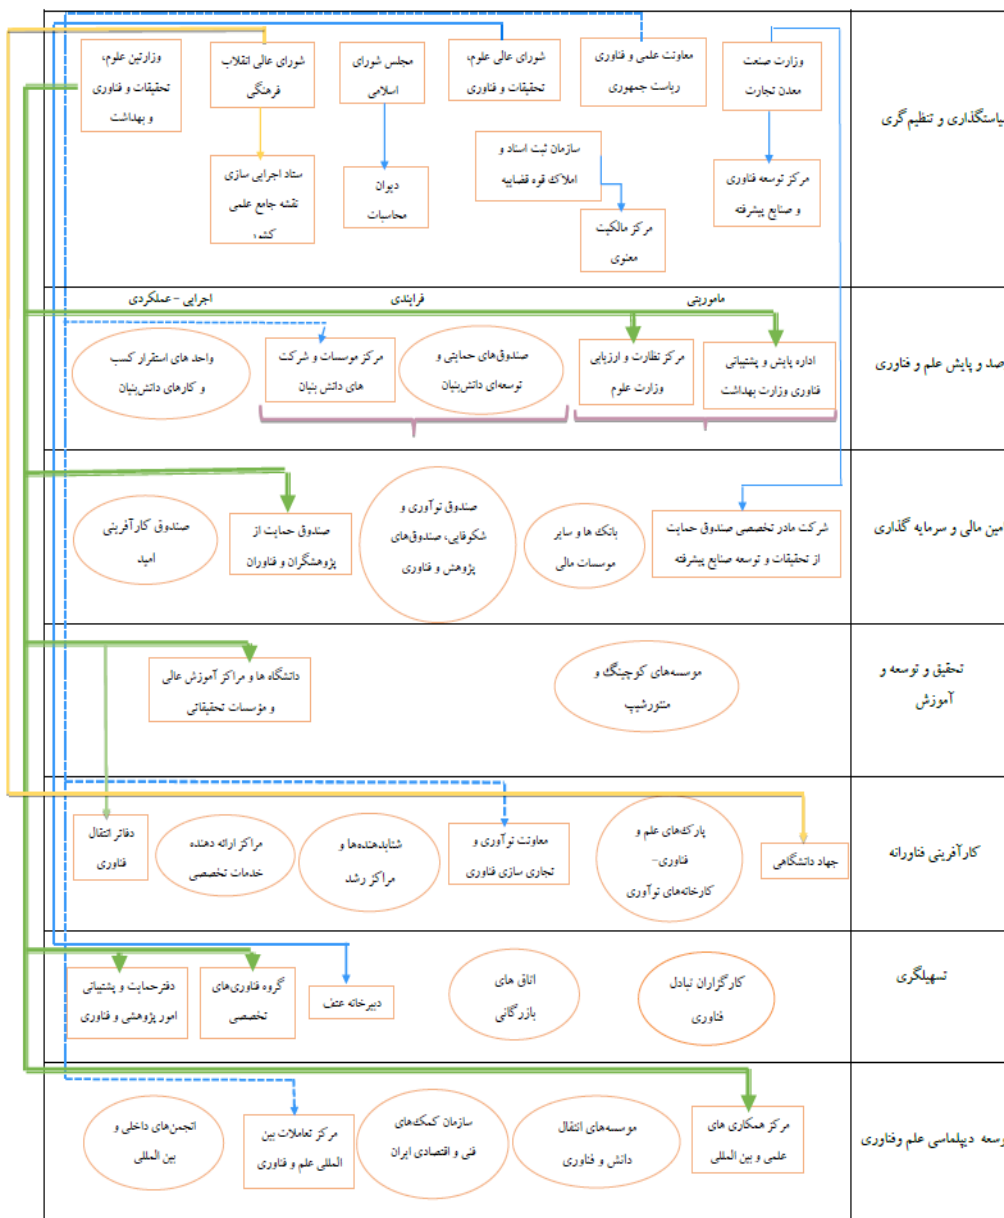 سیاستگذاری و تنظیم گری
وزارت صنعت
معدن تجارت
معاونت علمی و فناوری
ریاست جمهوری
شورای عالی علوم،
تحقیقات و فناوری
مجلس شورای
اسلامی
شورای عالی انقلاب
فرهنگی
وزارتین علوم،
تحقیقات و فناوری
و بهداشت
مرکز توسعه فناوری
و صنایع پیشرفته
سازمان ثبت اسناد و
املاک قوه قضاییه
مرکز مالکیت
معنوی
دیوان
محاسبات
ستاد اجرایی سازی
نقشه جامع علمی
کشور
صد و پایش علم و فناوری
ماموریتی
فرایندی
اجرایی - عملکردی
اداره پایش و پشتیبانی
فناوری وزارت بهداشت
مرکز نظارت و ارزیابی
وزارت علوم
صندوق‌های حمایتی و
توسعه‌ای دانش‌بنیان
مرکز موسسات و شرکت
های دانش بنیان
واحد های استقرار کسب
و کارهای دانش‌بنیان
مین مالی و سرمایه گذاری
شرکت مادر تخصصی صندوق حمایت
از تحقیقات و توسعه صنایع پیشرفته
بانک ها و سایر
موسسات مالی
صندوق نوآوری و
شکوفایی، صندوق‌های
پژوهش و فناوری
صندوق حمایت از
پژوهشگران و فناوران
صندوق کارآفرینی
امید
تحقیق و توسعه و
آموزش
موسسه‌های کوچینگ و
منتورشیپ
دانشگاه ها و مراکز آموزش عالی
و مؤسسات تحقیقاتی
کارآفرینی فناورانه
جهاد دانشگاهی
پارک‌های علم و
فناوری-
کارخانه‌های نوآوری
معاونت نوآوری و
تجاری سازی فناوری
شتابدهنده‌ها و
مراکز رشد
مراکز ارائه دهنده
خدمات تخصصی
دفاتر انتقال
فناوری
تسهیلگری
کارگزاران تبادل
فناوری
اتاق های
بازرگانی
دبیرخانه عتف
گروه فناوری‌های
تخصصی
دفترحمایت و پشتیبانی
امور پژوهشی و فناوری
وسعه دیپلماسی علم وفناوری
مرکز همکاری های
علمی و بین المللی
موسسه‌های انتقال
دانش و فناوری
سازمان کمک‌های
فنی و اقتصادی ایران
مرکز تعاملات بین
المللی علم و فناوری
انجمن‌های داخلی و
بین المللی